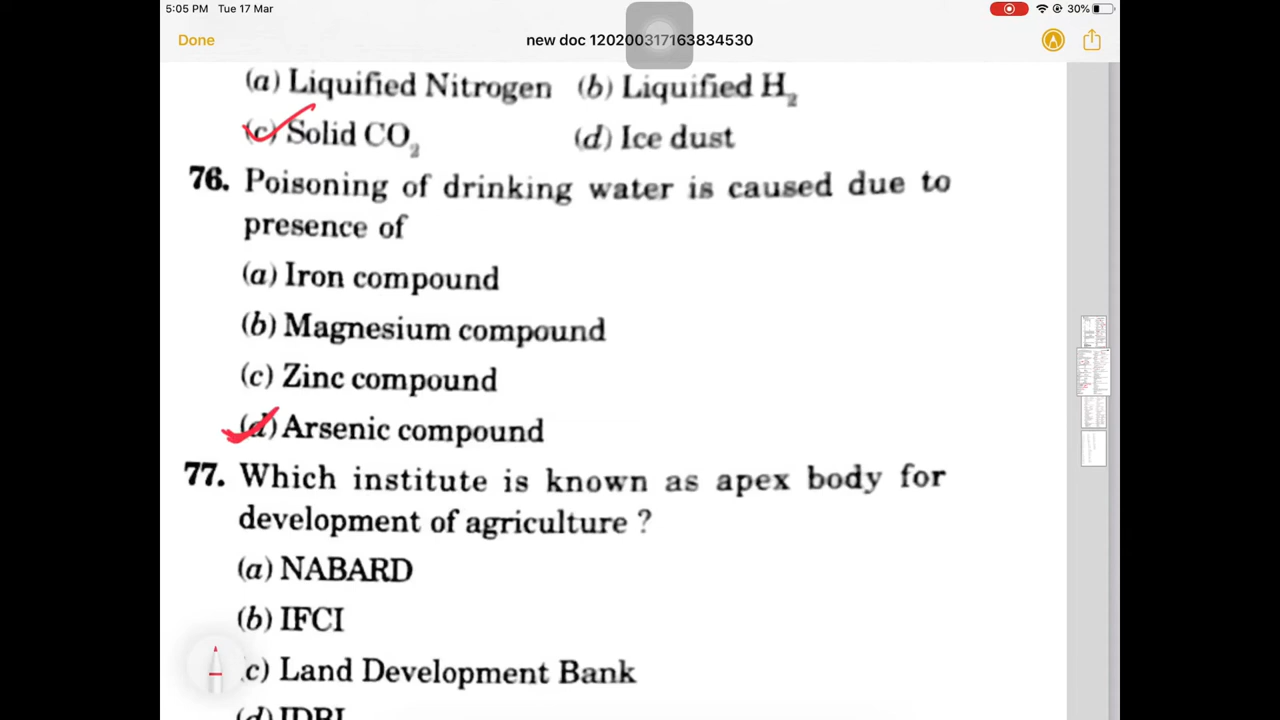 5:05 PM Tue 17 Mar
30%
Done
new doc 120200317163834530
(a) Liquified Nitrogen (b) Liquified H₂
(c) Solid CO₂ (d) Ice dust
76. Poisoning of drinking water is caused due to
presence of
(a) Iron compound
(b) Magnesium compound
(c) Zinc compound
(d) Arsenic compound
77. Which institute is known as apex body for
development of agriculture ?
(a) NABARD
(b) IFCI
c) Land Development Bank
(d) IDBI